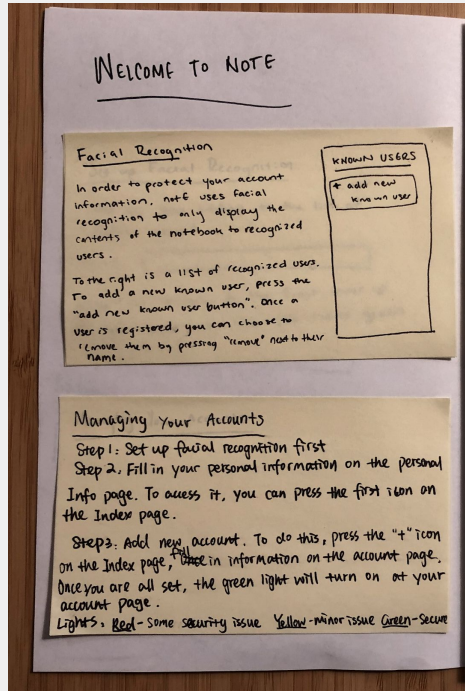 WELCOME TO NOTE
Facial Recognition
In order to protect your account
information, notE uses facial
recognition to only display the
contents of the notebook to recognized
users.
To the right is a list of recognized users.
To add a new known user, press the
"add new known user button". Once a
user is registered, you can choose to
remove them by pressing "remove" next to their
name.
KNOWN USERS
+ add new
known user
Managing Your Accounts
Step 1: Set up facial recognition first
Step 2, Fill in your personal information on the personal
Info page. To access it, you can press the first icon on
the Index page.
Step3: Add new account. To do this, press the "+" icon
on the Index page, fill in information on the account page.
Once you are all set, the green light will turn on at your
account page.
Lights: Red- Some security issue Yellow-minor issue Green-Secure